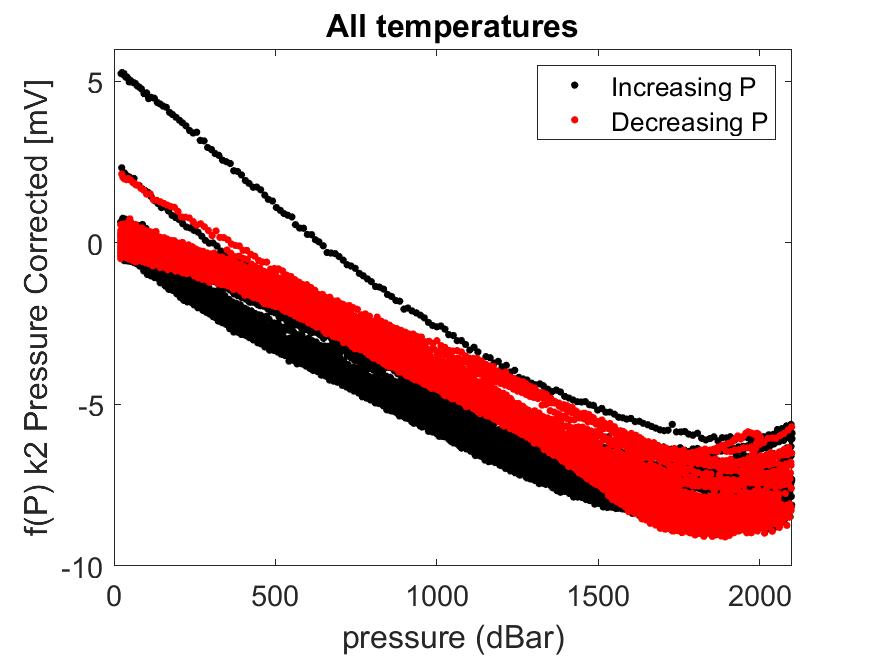 All temperatures
f(P) k2 Pressure Corrected [mV]
5
0
-5
-10
Increasing P
Decreasing P
0
500
1000
1500
2000
pressure (dBar)